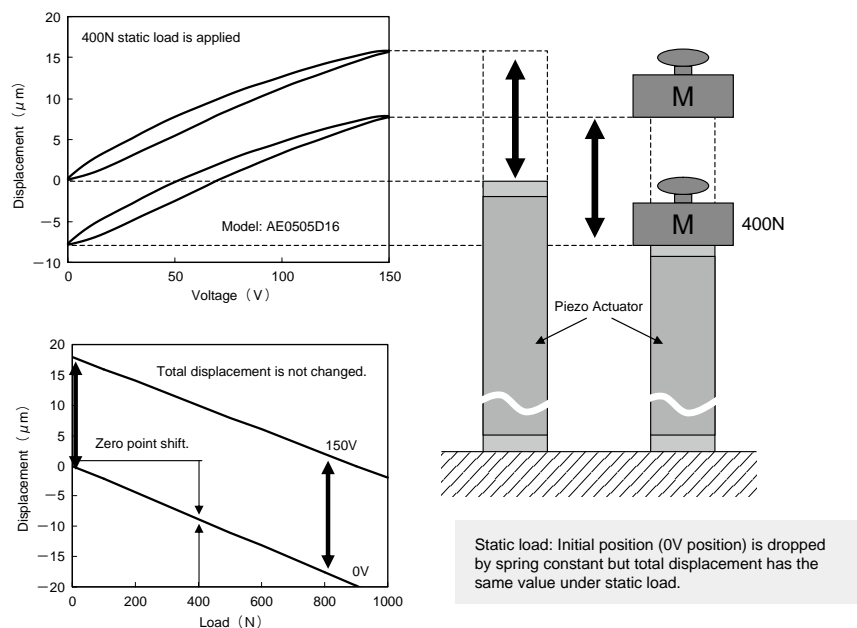 20
400N static load is applied
15
10
5
0
Model: AE0505D16
−5
−10
0
50
100
150
Displacement (μm)
Voltage (V)
M
M
400N
Piezo Actuator
20
Total displacement is not changed.
15
10
5
Zero point shift.
150V
0
−5
−10
−15
0V
−20
0
200
400
600
800
1000
Displacement (μm)
Load (N)
Static load: Initial position (0V position) is dropped
by spring constant but total displacement has the
same value under static load.